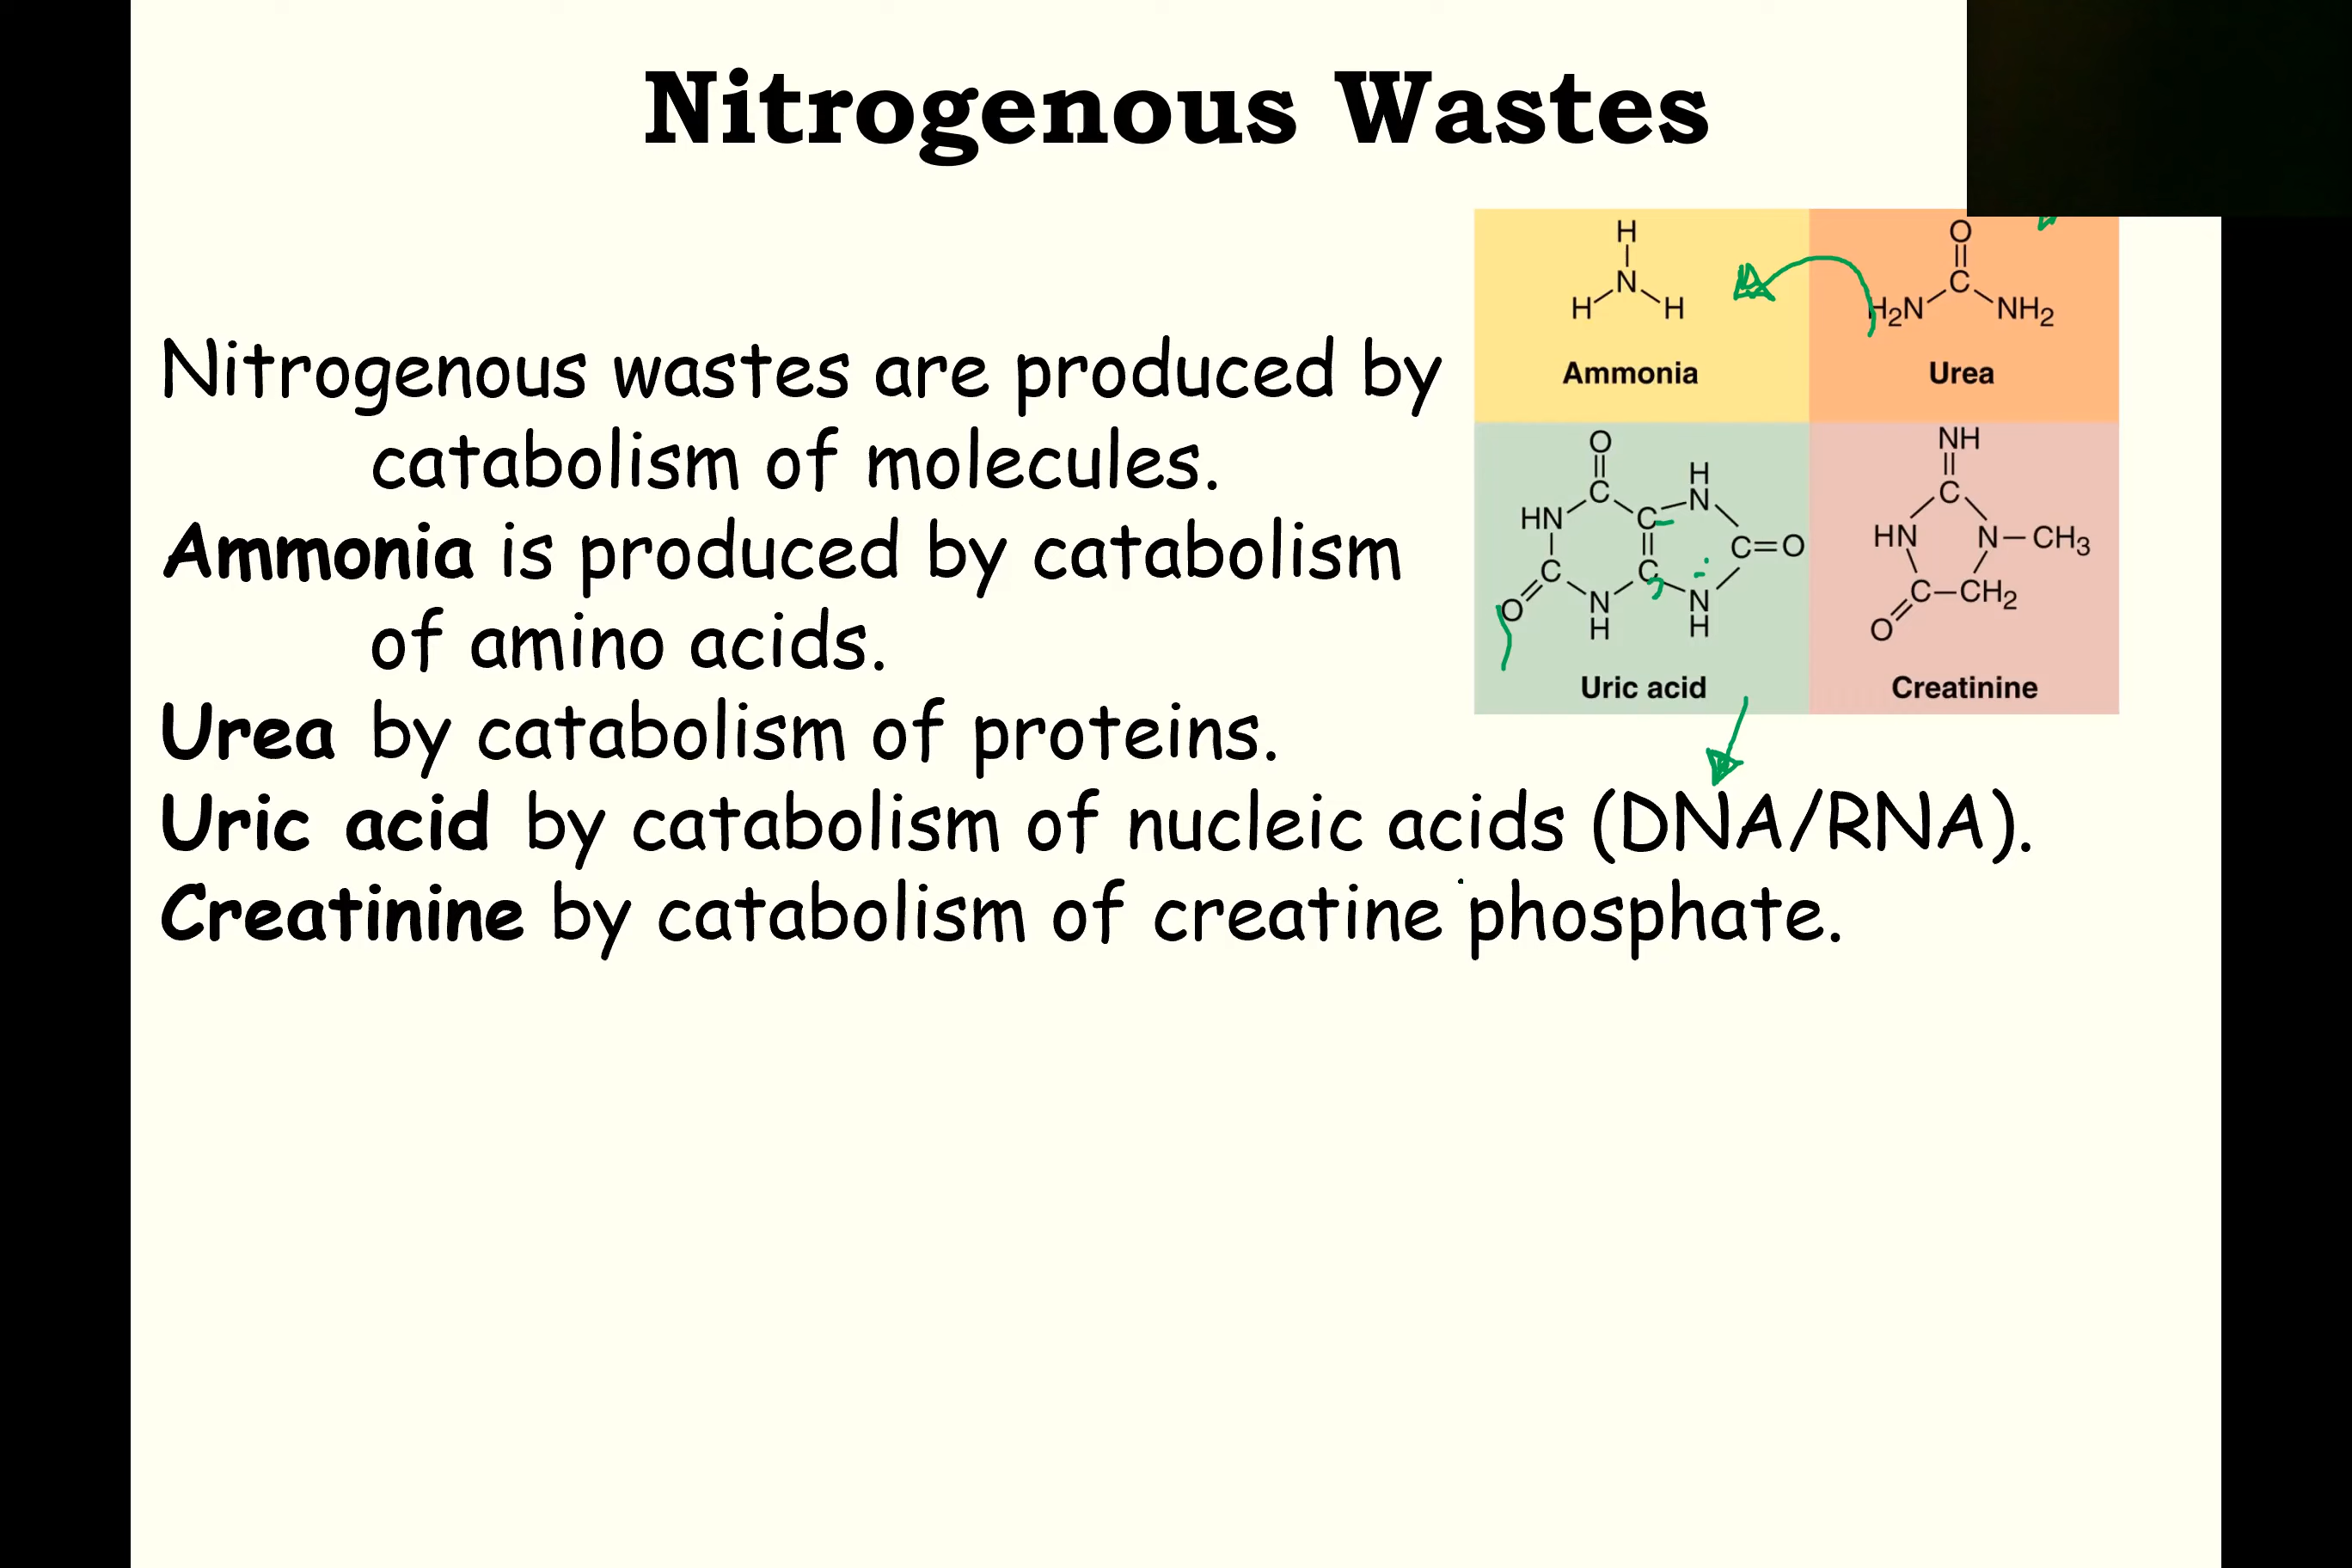 Nitrogenous Wastes
Nitrogenous wastes are produced by
catabolism of molecules.
Ammonia is produced by catabolism
of amino acids.
Urea by catabolism of proteins.
Uric acid by catabolism of nucleic acids (DNA/RNA).
Creatinine by catabolism of creatine phosphate.
H
N
H H
Ammonia
O
C
H2N NH2
Urea
O
C
H
N
HN
C
C=O
C
C
O
N
H
N
H
Uric acid
NH
C
HN
N—CH3
C—CH2
O
Creatinine